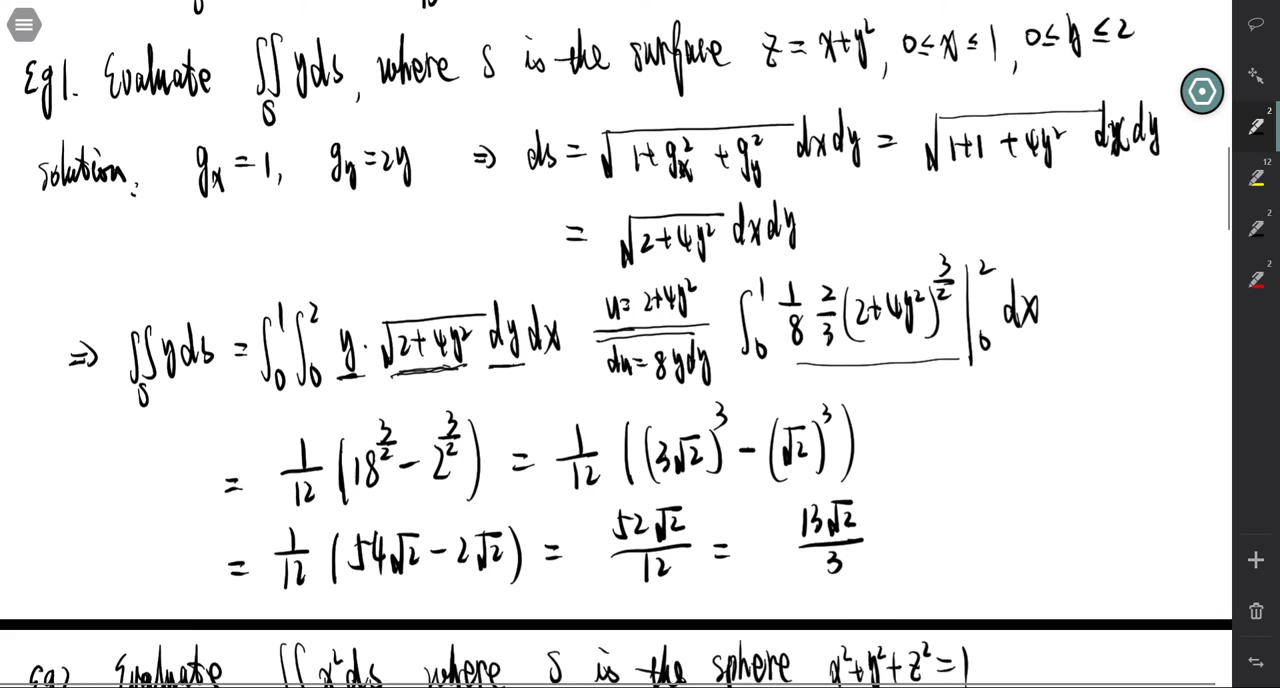 Eg1. Evaluate ∬_S y ds, where S is the surface z = x+y², 0≤x≤1, 0≤y≤2
solution: g_x = 1, g_y = 2y ⇒ ds = √(1+g_x²+g_y²) dxdy = √(1+1+4y²) dxdy
= √(2+4y²) dxdy
⇒ ∬_S y ds = ∫_0^1 ∫_0^2 y · √(2+4y²) dy dx = (u = 2+4y², du = 8y dy) ∫_0^1 1/8 2/3 (2+4y²)^(3/2) |_0^2 dx
= 1/12 (18^(3/2) − 2^(3/2)) = 1/12 ((3√2)^3 − (√2)^3)
= 1/12 (54√2 − 2√2) = 52√2/12 = 13√2/3
Eg2. Evaluate ∬ x² ds where S is the sphere x²+y²+z²=1
2
12
2
2